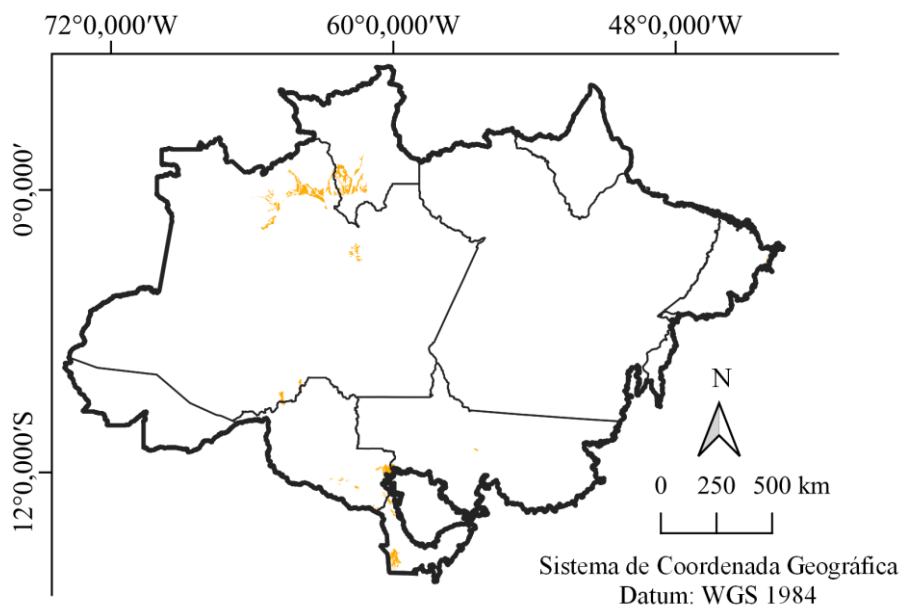 72°0,000′W 60°0,000′W 48°0,000′W
0°0,000′
12°0,000′S
N
0 250 500 km
Sistema de Coordenada Geográfica
Datum: WGS 1984